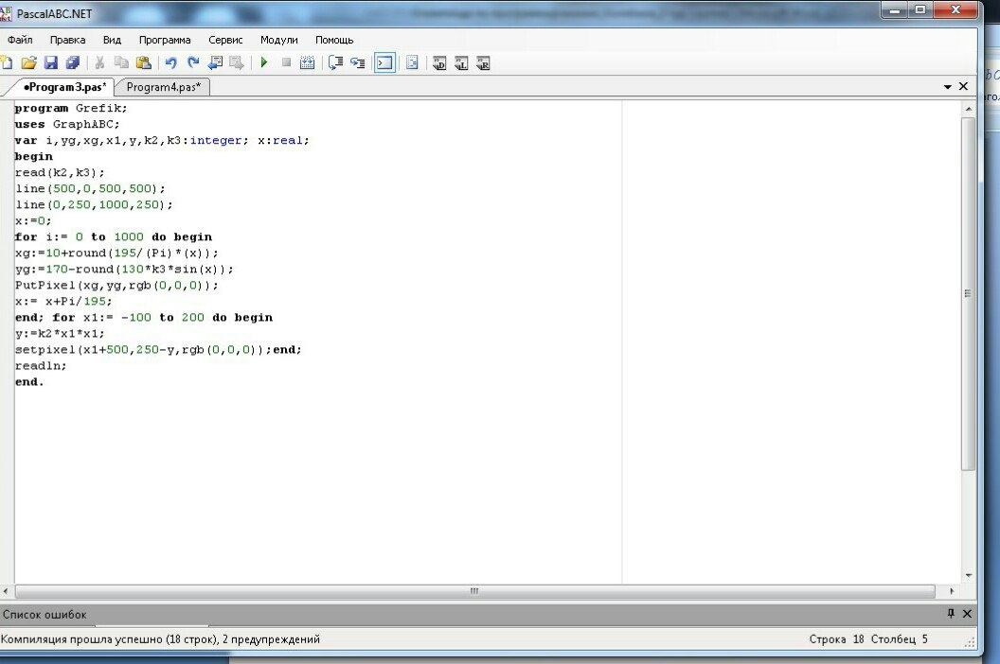 PascalABC.NET
Файл Правка Вид Программа Сервис Модули Помощь
•Program3.pas* Program4.pas*
program Grefik;
uses GraphABC;
var i,yg,xg,x1,y,k2,k3:integer; x:real;
begin
read(k2,k3);
line(500,0,500,500);
line(0,250,1000,250);
x:=0;
for i:= 0 to 1000 do begin
xg:=10+round(195/(Pi)*(x));
yg:=170-round(130*k3*sin(x));
PutPixel(xg,yg,rgb(0,0,0));
x:= x+Pi/195;
end; for x1:= -100 to 200 do begin
y:=k2*x1*x1;
setpixel(x1+500,250-y,rgb(0,0,0));end;
readln;
end.
Список ошибок
Компиляция прошла успешно (18 строк), 2 предупреждений Строка 18 Столбец 5